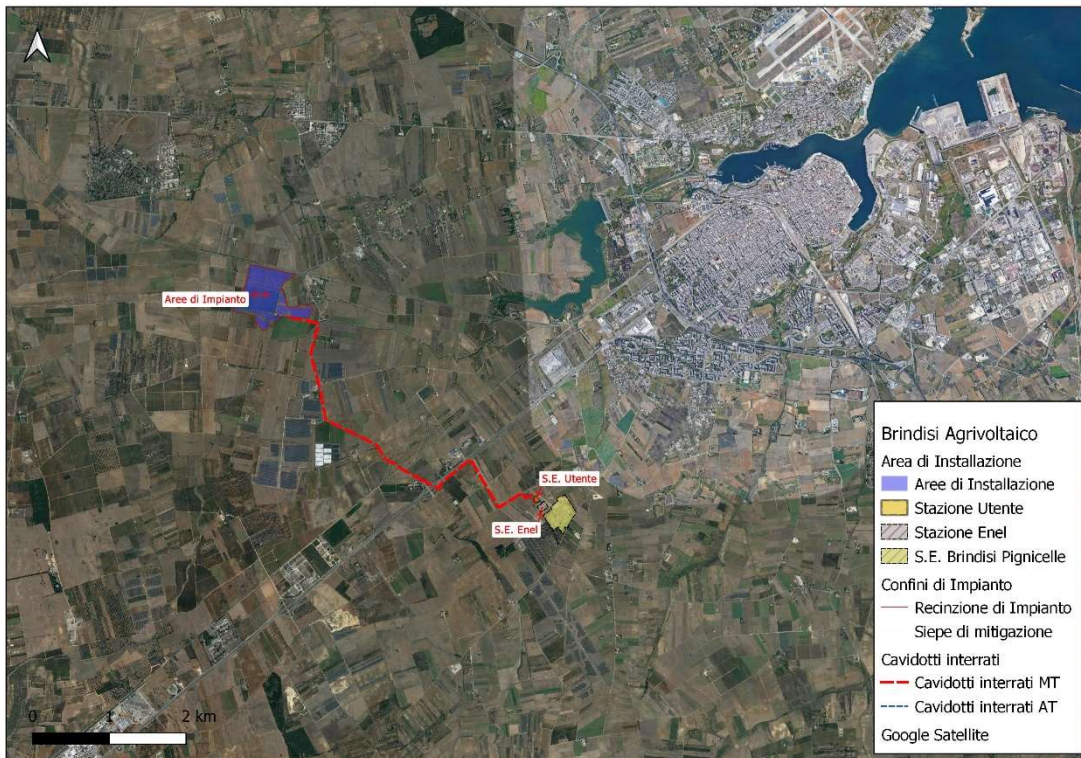 Aree di Impianto
S.E. Utente
S.E. Enel
Brindisi Agrivoltaico
Area di Installazione
Aree di Installazione
Stazione Utente
Stazione Enel
S.E. Brindisi Pignicelle
Confini di Impianto
Recinzione di Impianto
Siepe di mitigazione
Cavidotti interrati
Cavidotti interrati MT
Cavidotti interrati AT
Google Satellite
0 1 2 km